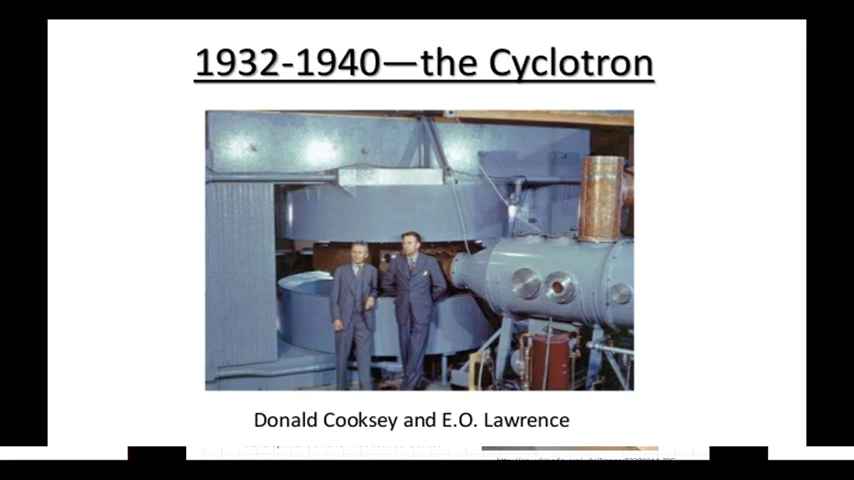 1932-1940—the Cyclotron
Donald Cooksey and E.O. Lawrence